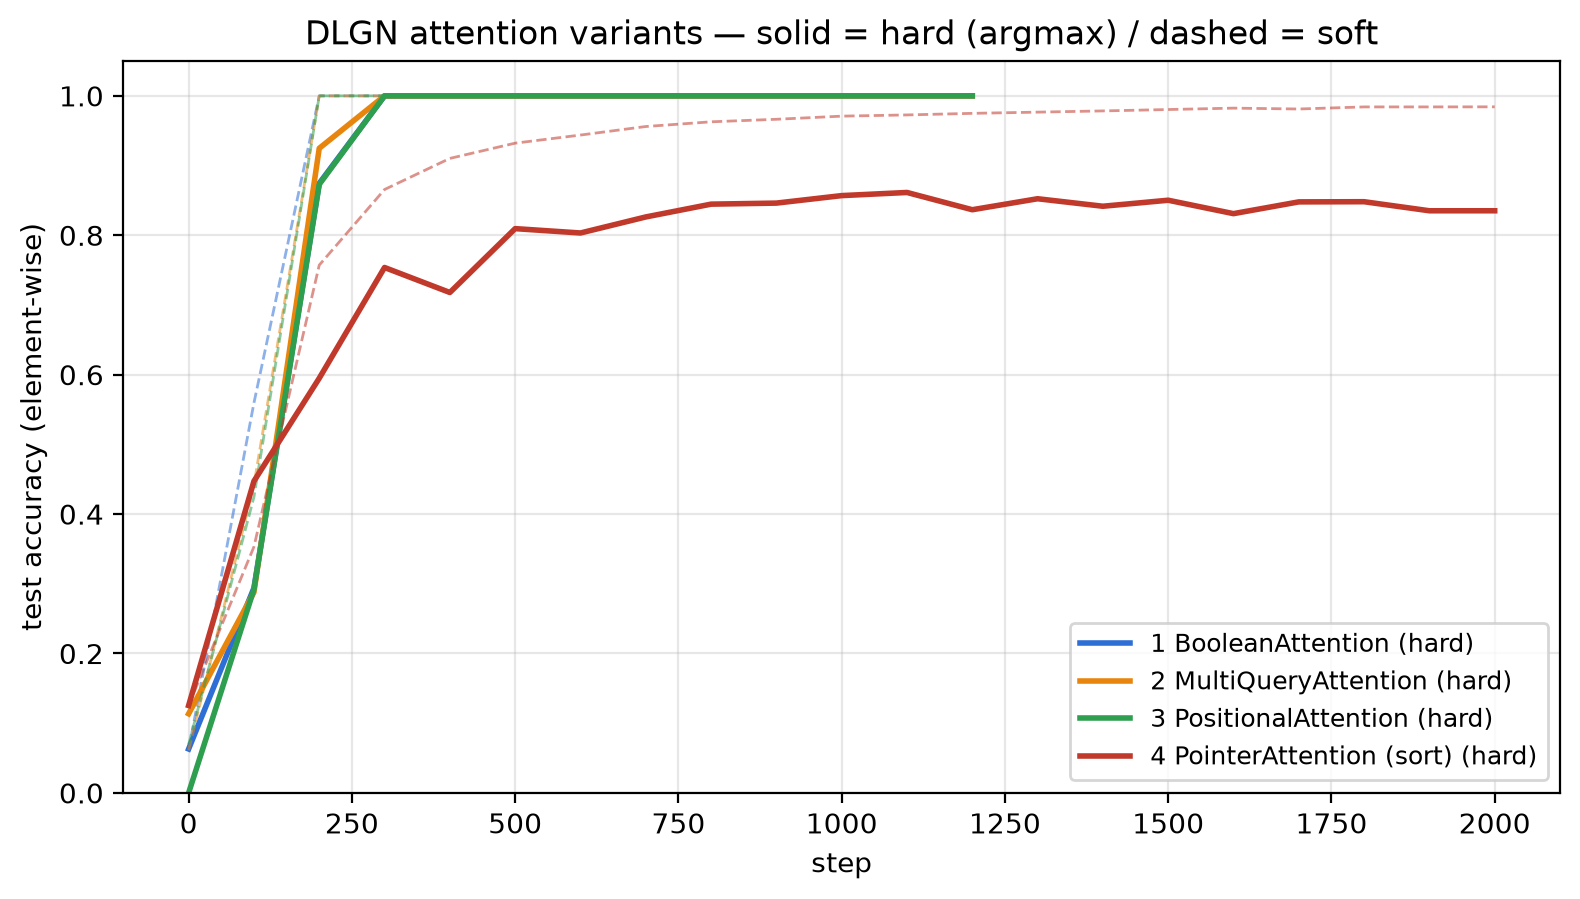 DLGN attention variants — solid = hard (argmax) / dashed = soft
test accuracy (element-wise)
1.0
0.8
0.6
0.4
0.2
0.0
1 BooleanAttention (hard)
2 MultiQueryAttention (hard)
3 PositionalAttention (hard)
4 PointerAttention (sort) (hard)
0 250 500 750 1000 1250 1500 1750 2000
step